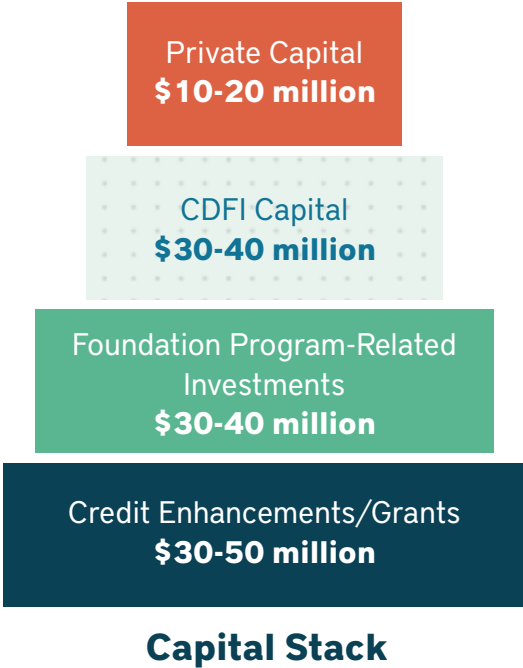 Private Capital
$10-20 million
CDFI Capital
$30-40 million
Foundation Program-Related
Investments
$30-40 million
Credit Enhancements/Grants
$30-50 million
Capital Stack